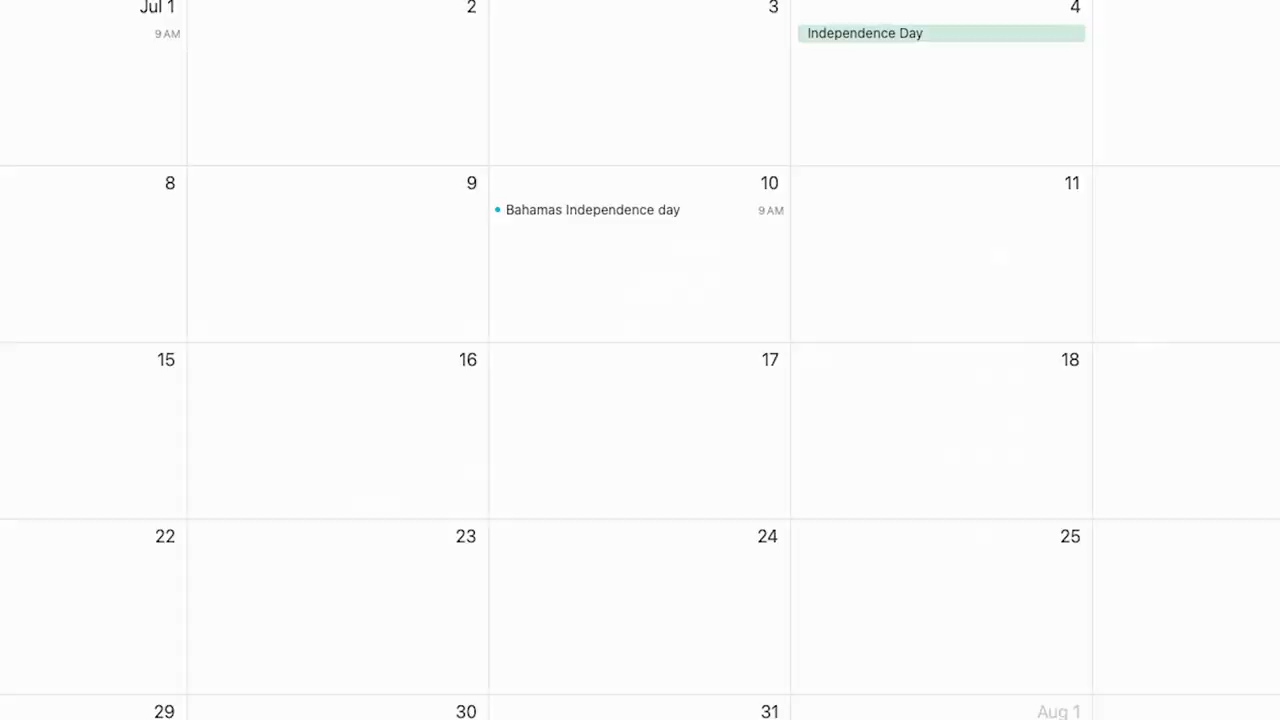 Jul 1 2 3 4
9 AM Independence Day
8 9 10 11
Bahamas Independence day 9 AM
15 16 17 18
22 23 24 25
29 30 31 Aug 1